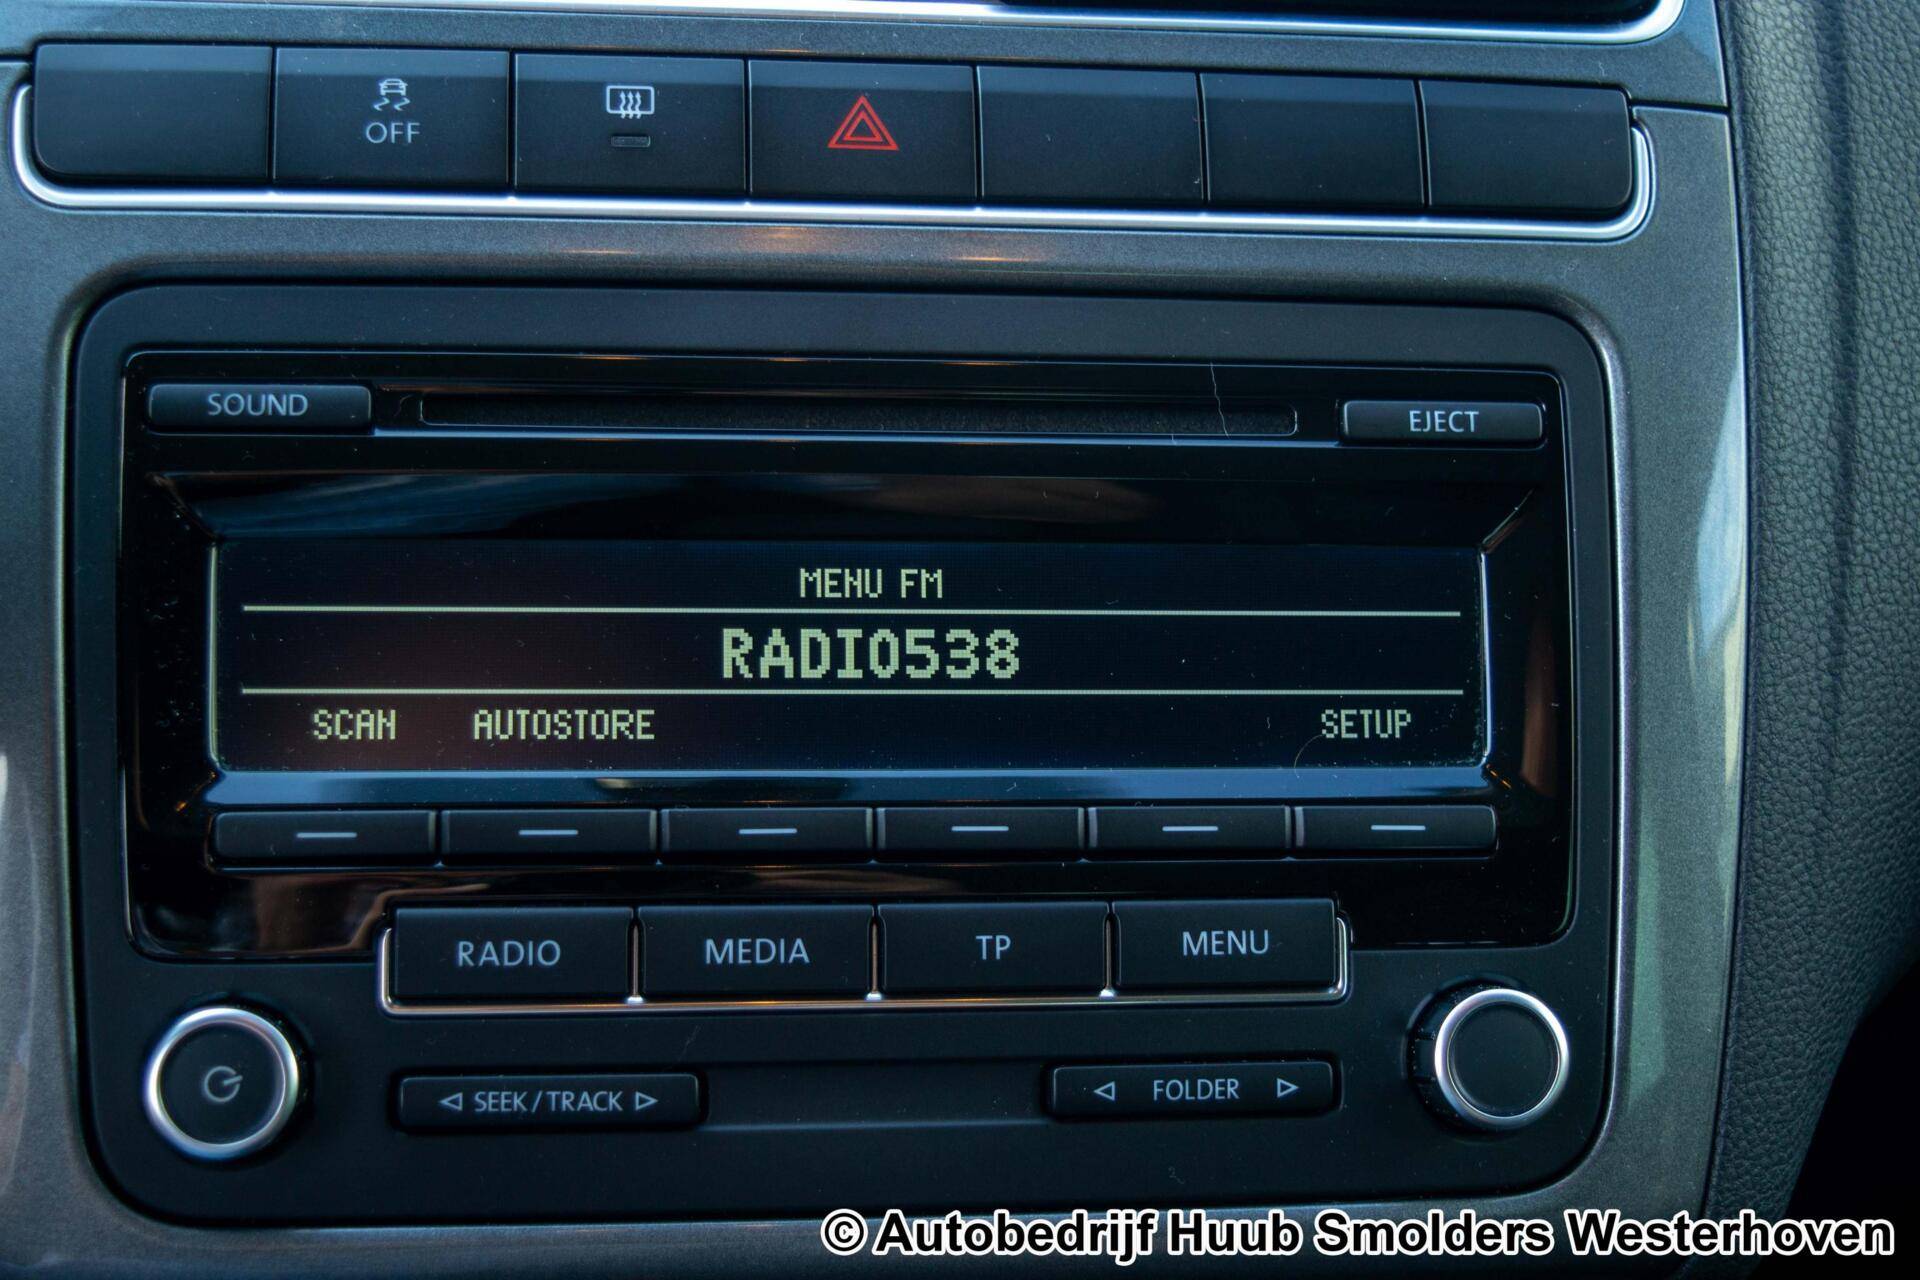 OFF
SOUND
EJECT
MENU FM
RADIO538
SCAN AUTOSTORE SETUP
RADIO MEDIA TP MENU
◁ SEEK/TRACK ▷ ◁ FOLDER ▷
© Autobedrijf Huub Smolders Westerhoven